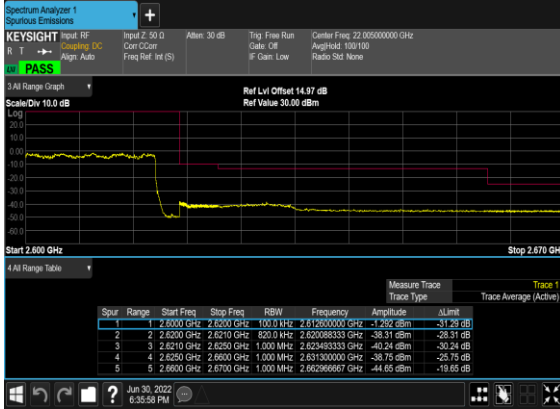 Spectrum Analyzer 1
Spurious Emissions
KEYSIGHT Input: RF Input Z: 50 Ω Atten: 30 dB Trig: Free Run Center Freq: 22.005000000 GHz
R T Coupling: DC Corr CCorr Gate: Off Avg|Hold: 100/100
Align: Auto Freq Ref: Int (S) IF Gain: Low Radio Std: None
PASS
3 All Range Graph
Ref Lvl Offset 14.97 dB
Scale/Div 10.0 dB Ref Value 30.00 dBm
Log
20.0
10.0
0.00
-10.0
-20.0
-30.0
-40.0
-50.0
-60.0
Start 2.600 GHz Stop 2.670 GH
4 All Range Table
Measure Trace Trace 1
Trace Type Trace Average (Active)
Spur Range Start Freq Stop Freq RBW Frequency Amplitude ΔLimit
1 1 2.6000 GHz 2.6200 GHz 100.0 kHz 2.612600000 GHz -1.292 dBm -31.29 dB
2 2 2.6200 GHz 2.6210 GHz 820.0 kHz 2.620088333 GHz -38.31 dBm -28.31 dB
3 3 2.6210 GHz 2.6250 GHz 1.000 MHz 2.623493333 GHz -40.24 dBm -30.24 dB
4 4 2.6250 GHz 2.6600 GHz 1.000 MHz 2.631300000 GHz -38.75 dBm -25.75 dB
5 5 2.6600 GHz 2.6700 GHz 1.000 MHz 2.662966667 GHz -44.65 dBm -19.65 dB
Jun 30, 2022
6:35:58 PM